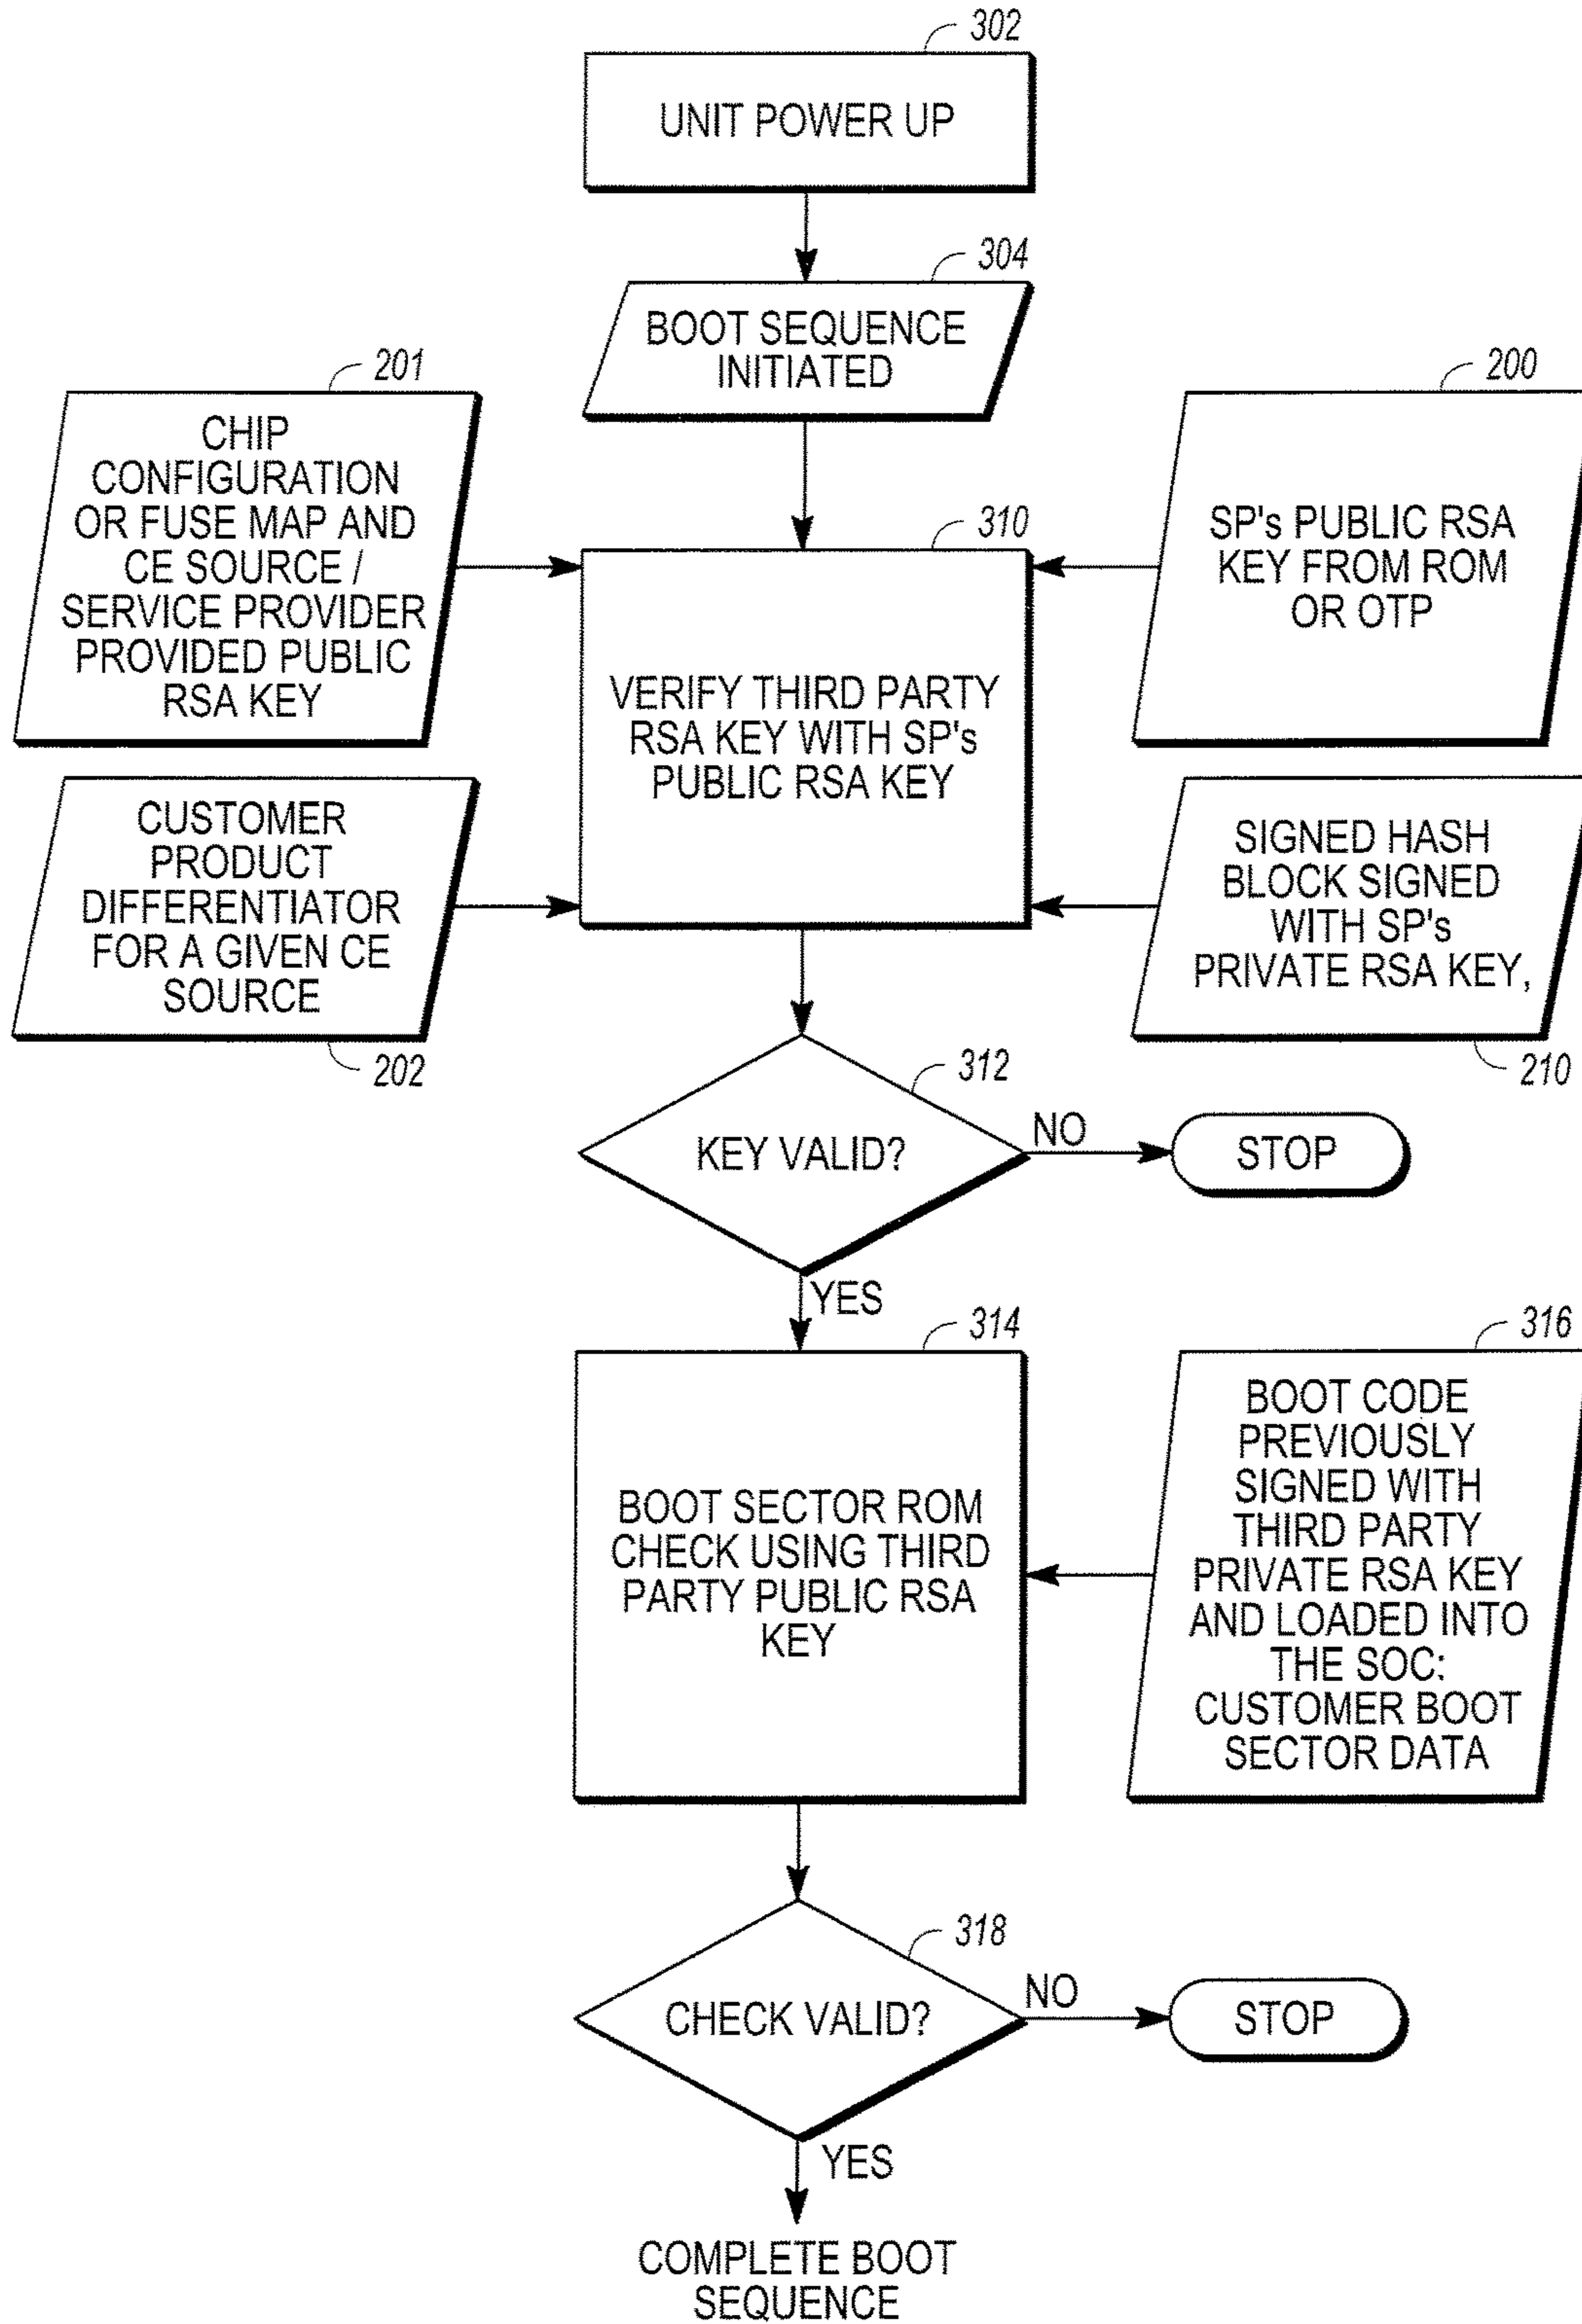 302
UNIT POWER UP
304
BOOT SEQUENCE
INITIATED
201
CHIP
CONFIGURATION
OR FUSE MAP AND
CE SOURCE /
SERVICE PROVIDER
PROVIDED PUBLIC
RSA KEY
310
VERIFY THIRD PARTY
RSA KEY WITH SP's
PUBLIC RSA KEY
200
SP's PUBLIC RSA
KEY FROM ROM
OR OTP
CUSTOMER
PRODUCT
DIFFERENTIATOR
FOR A GIVEN CE
SOURCE
202
SIGNED HASH
BLOCK SIGNED
WITH SP's
PRIVATE RSA KEY,
210
312
KEY VALID?
NO
STOP
YES
314
BOOT SECTOR ROM
CHECK USING THIRD
PARTY PUBLIC RSA
KEY
316
BOOT CODE
PREVIOUSLY
SIGNED WITH
THIRD PARTY
PRIVATE RSA KEY
AND LOADED INTO
THE SOC:
CUSTOMER BOOT
SECTOR DATA
318
CHECK VALID?
NO
STOP
YES
COMPLETE BOOT
SEQUENCE